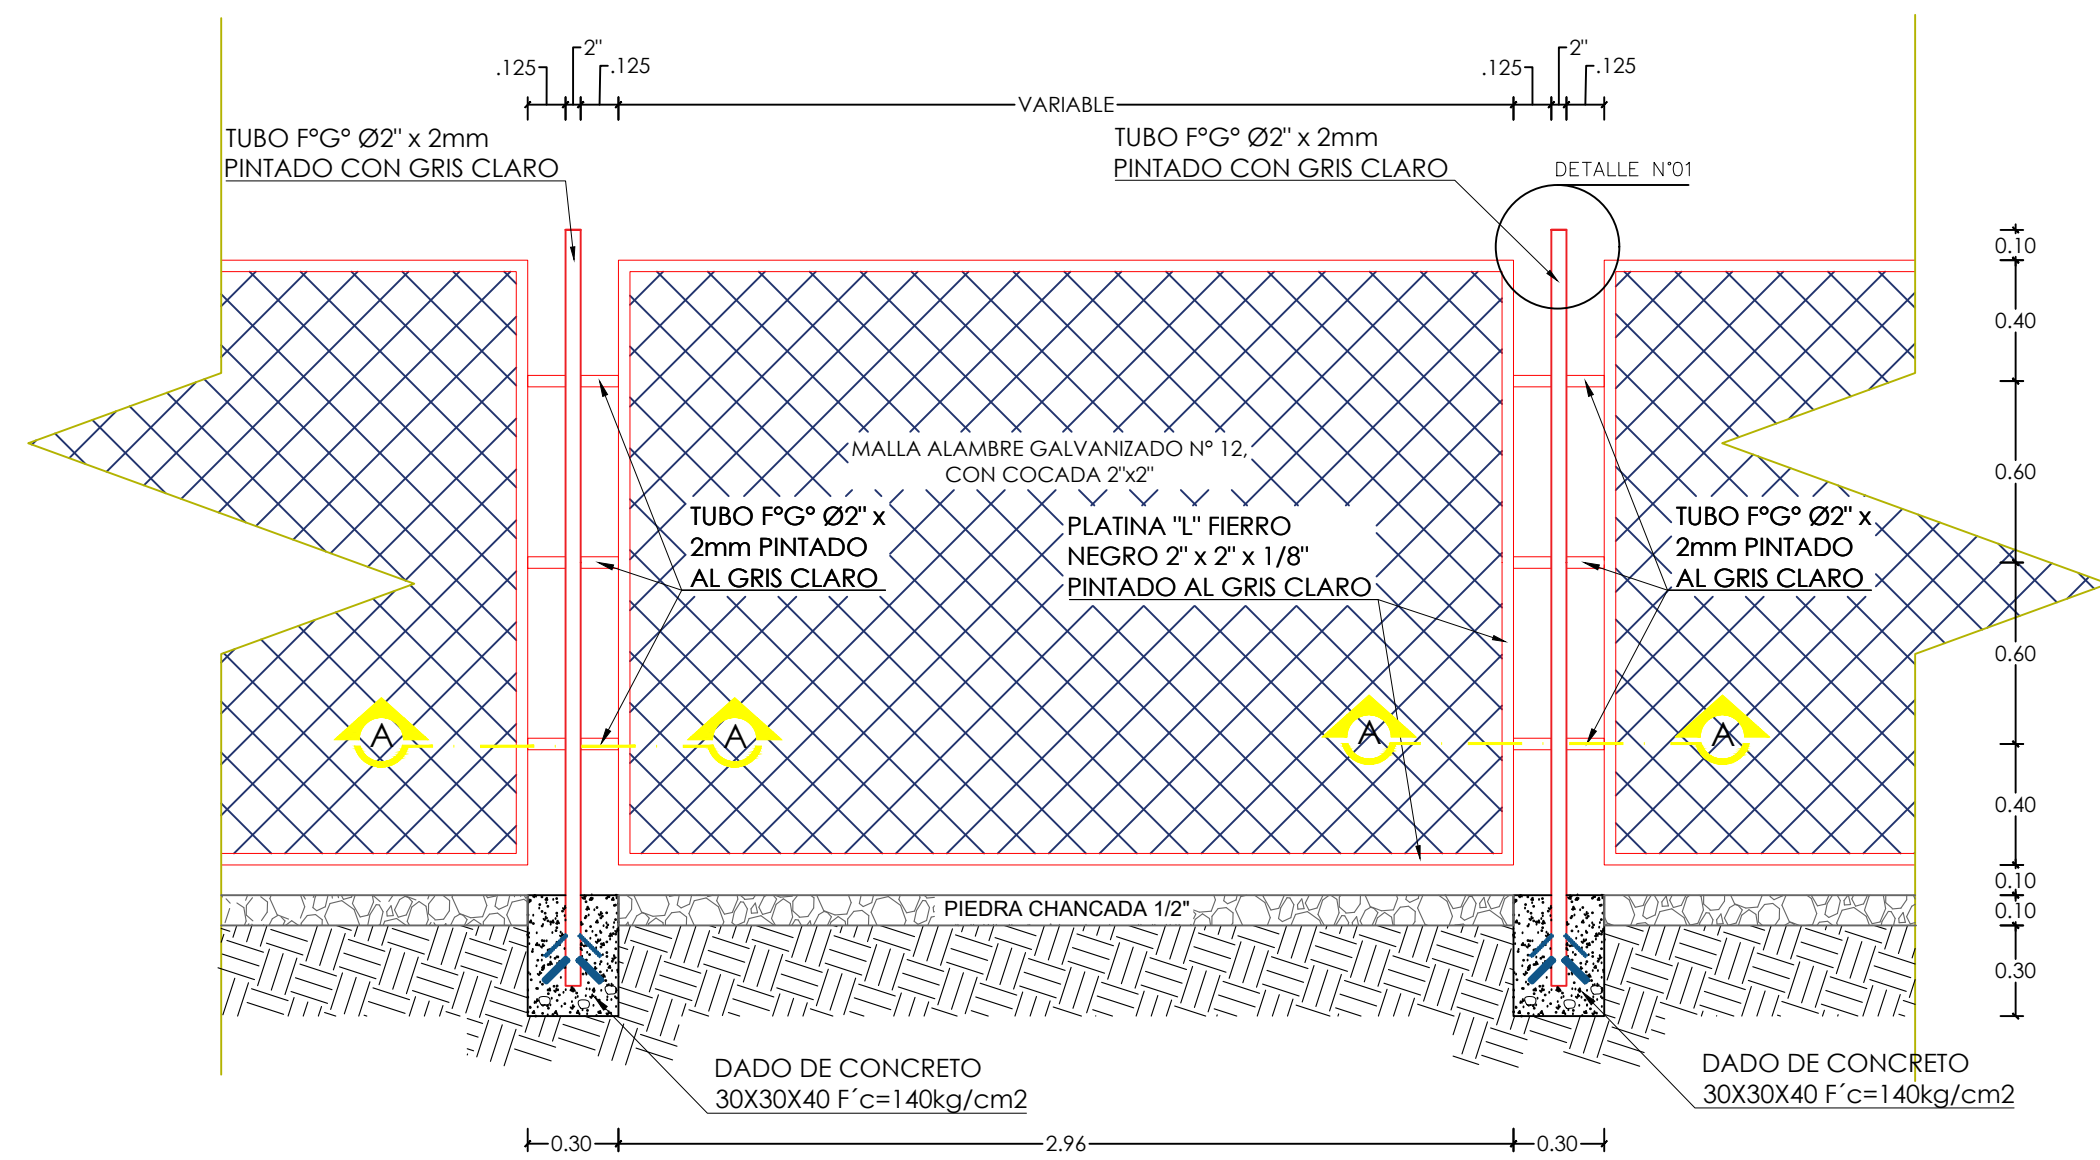 2"
.125
.125
2"
.125
.125
VARIABLE
TUBO F°G° Ø2" x 2mm
PINTADO CON GRIS CLARO
TUBO F°G° Ø2" x 2mm
PINTADO CON GRIS CLARO
DETALLE N°01
0.10
0.40
MALLA ALAMBRE GALVANIZADO N° 12,
CON COCADA 2"x2"
0.60
TUBO F°G° Ø2" x
2mm PINTADO
AL GRIS CLARO
PLATINA "L" FIERRO
NEGRO 2" x 2" x 1/8"
PINTADO AL GRIS CLARO
TUBO F°G° Ø2" x
2mm PINTADO
AL GRIS CLARO
0.60
A
A
A
A
0.40
0.10
PIEDRA CHANCADA 1/2"
0.10
0.30
DADO DE CONCRETO
30X30X40 F´c=140kg/cm2
DADO DE CONCRETO
30X30X40 F´c=140kg/cm2
0.30
2.96
0.30